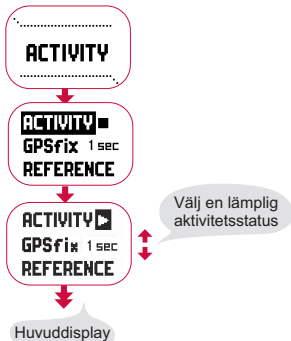 ACTIVITY
ACTIVITY
GPSfix 1 sec
REFERENCE
ACTIVITY
GPSfix 1 sec
REFERENCE
Välj en lämplig
aktivitetsstatus
Huvuddisplay